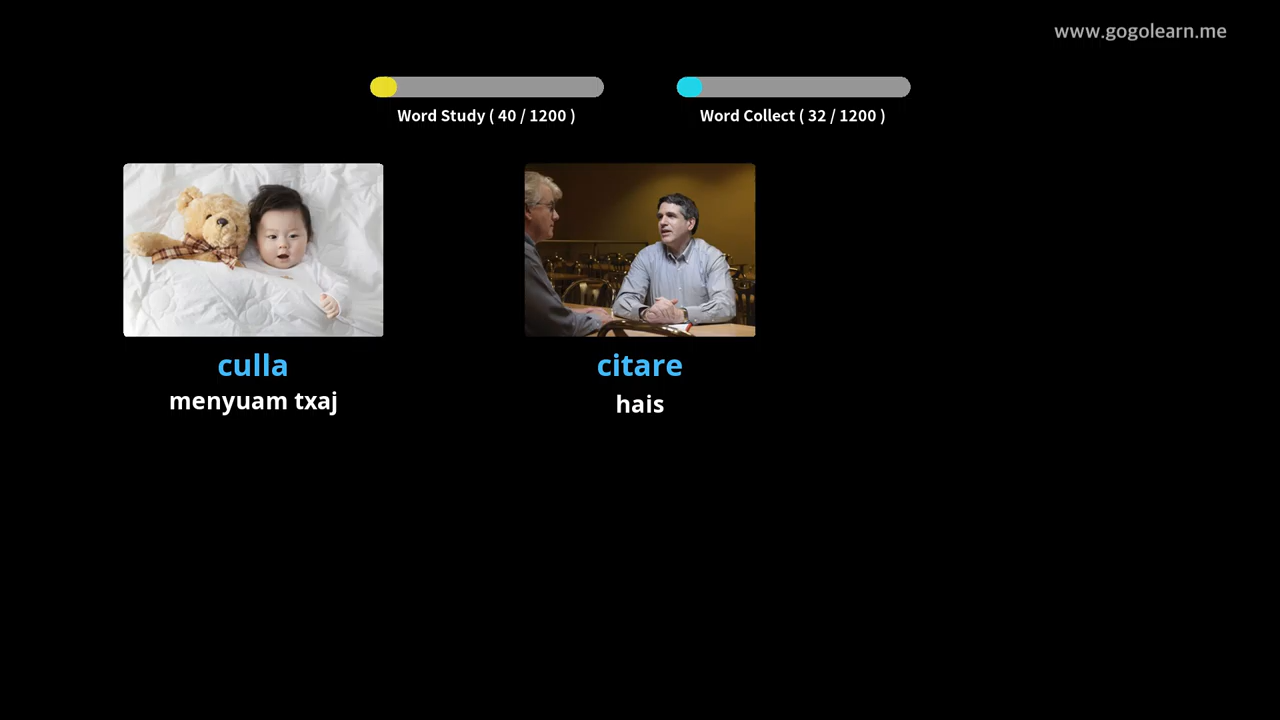 www.gogolearn.me
Word Study ( 40 / 1200 )
Word Collect ( 32 / 1200 )
culla
menyuam txaj
citare
hais